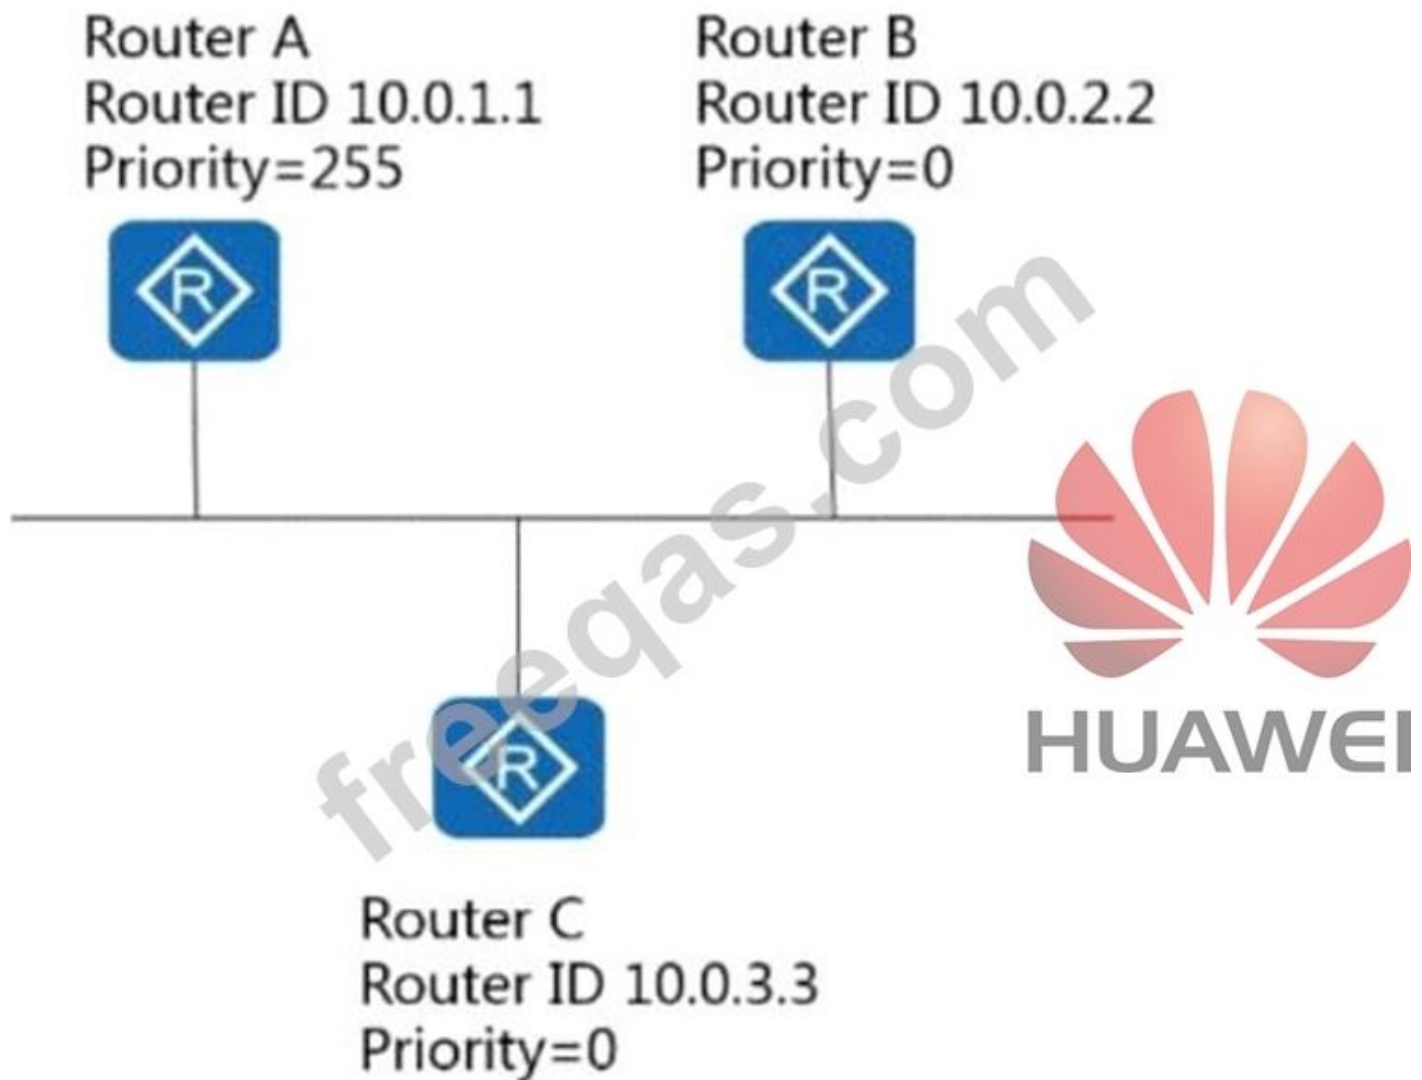 Router A
Router ID 10.0.1.1
Priority=255
Router B
Router ID 10.0.2.2
Priority=0
R
R
freeqas.com
HUAWEI
R
Router C
Router ID 10.0.3.3
Priority=0